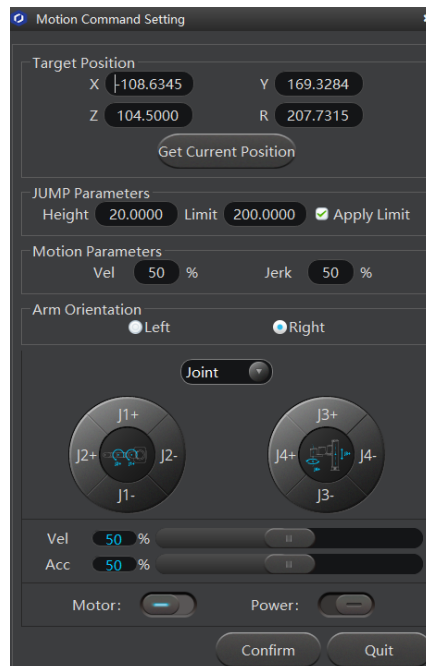 Motion Command Setting
Target Position
X -108.6345 Y 169.3284
Z 104.5000 R 207.7315
Get Current Position
JUMP Parameters
Height 20.0000 Limit 200.0000 Apply Limit
Motion Parameters
Vel 50 % Jerk 50 %
Arm Orientation
Left Right
Joint
J1+ J3+
J2+ J2- J4+ J4-
J1- J3-
Vel 50 %
Acc 50 %
Motor: Power:
Confirm Quit